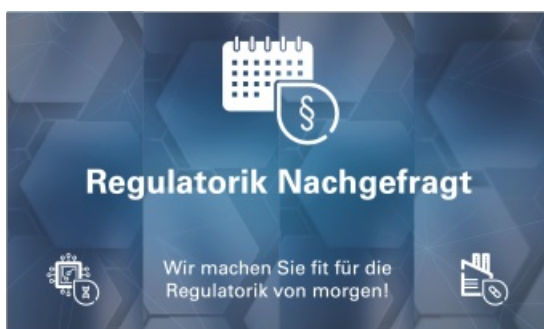 §
Regulatorik Nachgefragt
Wir machen Sie fit für die
Regulatorik von morgen!